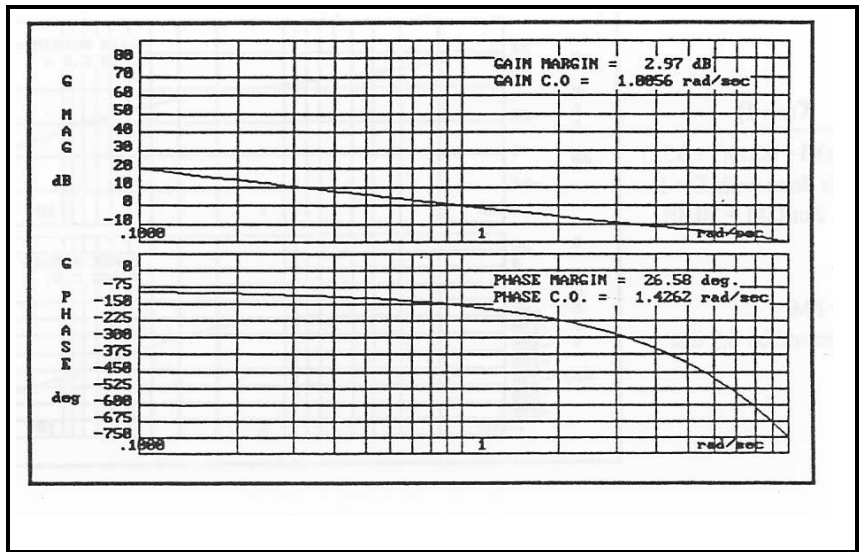 80
70
60
50
40
30
20
10
0
-10
G
M
A
G
dB
GAIN MARGIN = 2.97 dB.
GAIN C.O = 1.0056 rad/sec
.1000
1
rad/sec
0
-75
-150
-225
-300
-375
-450
-525
-600
-675
-750
G
P
H
A
S
E
deg
PHASE MARGIN = 26.58 deg.
PHASE C.O. = 1.4262 rad/sec
.1000
1
rad/sec